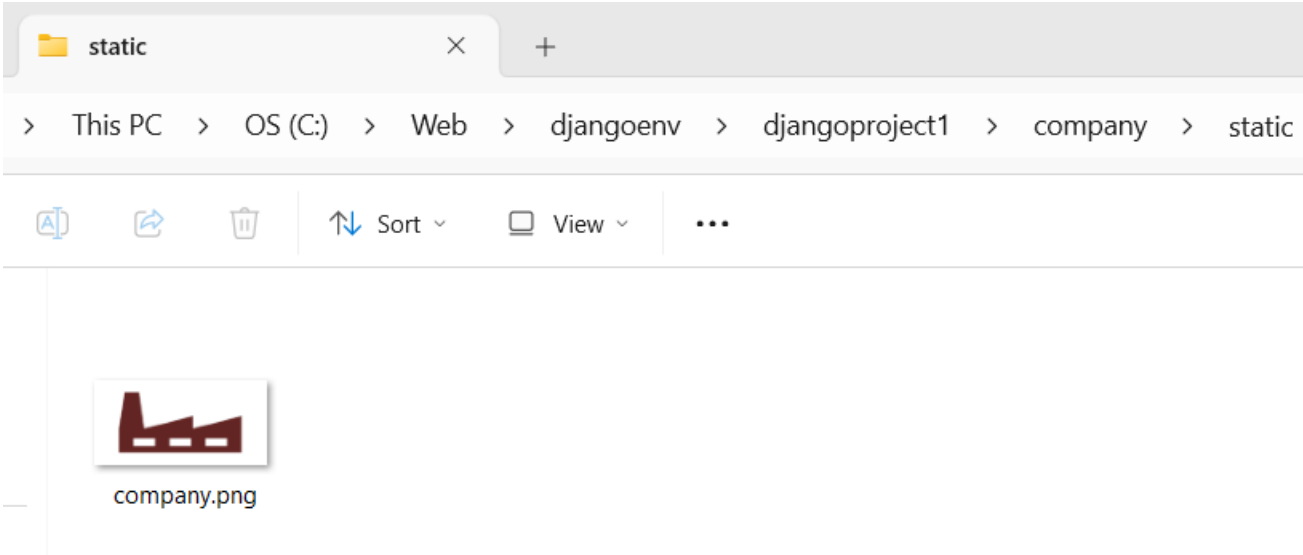 static
This PC > OS (C:) > Web > djangoenv > djangoproject1 > company > static
A Sort View
company.png